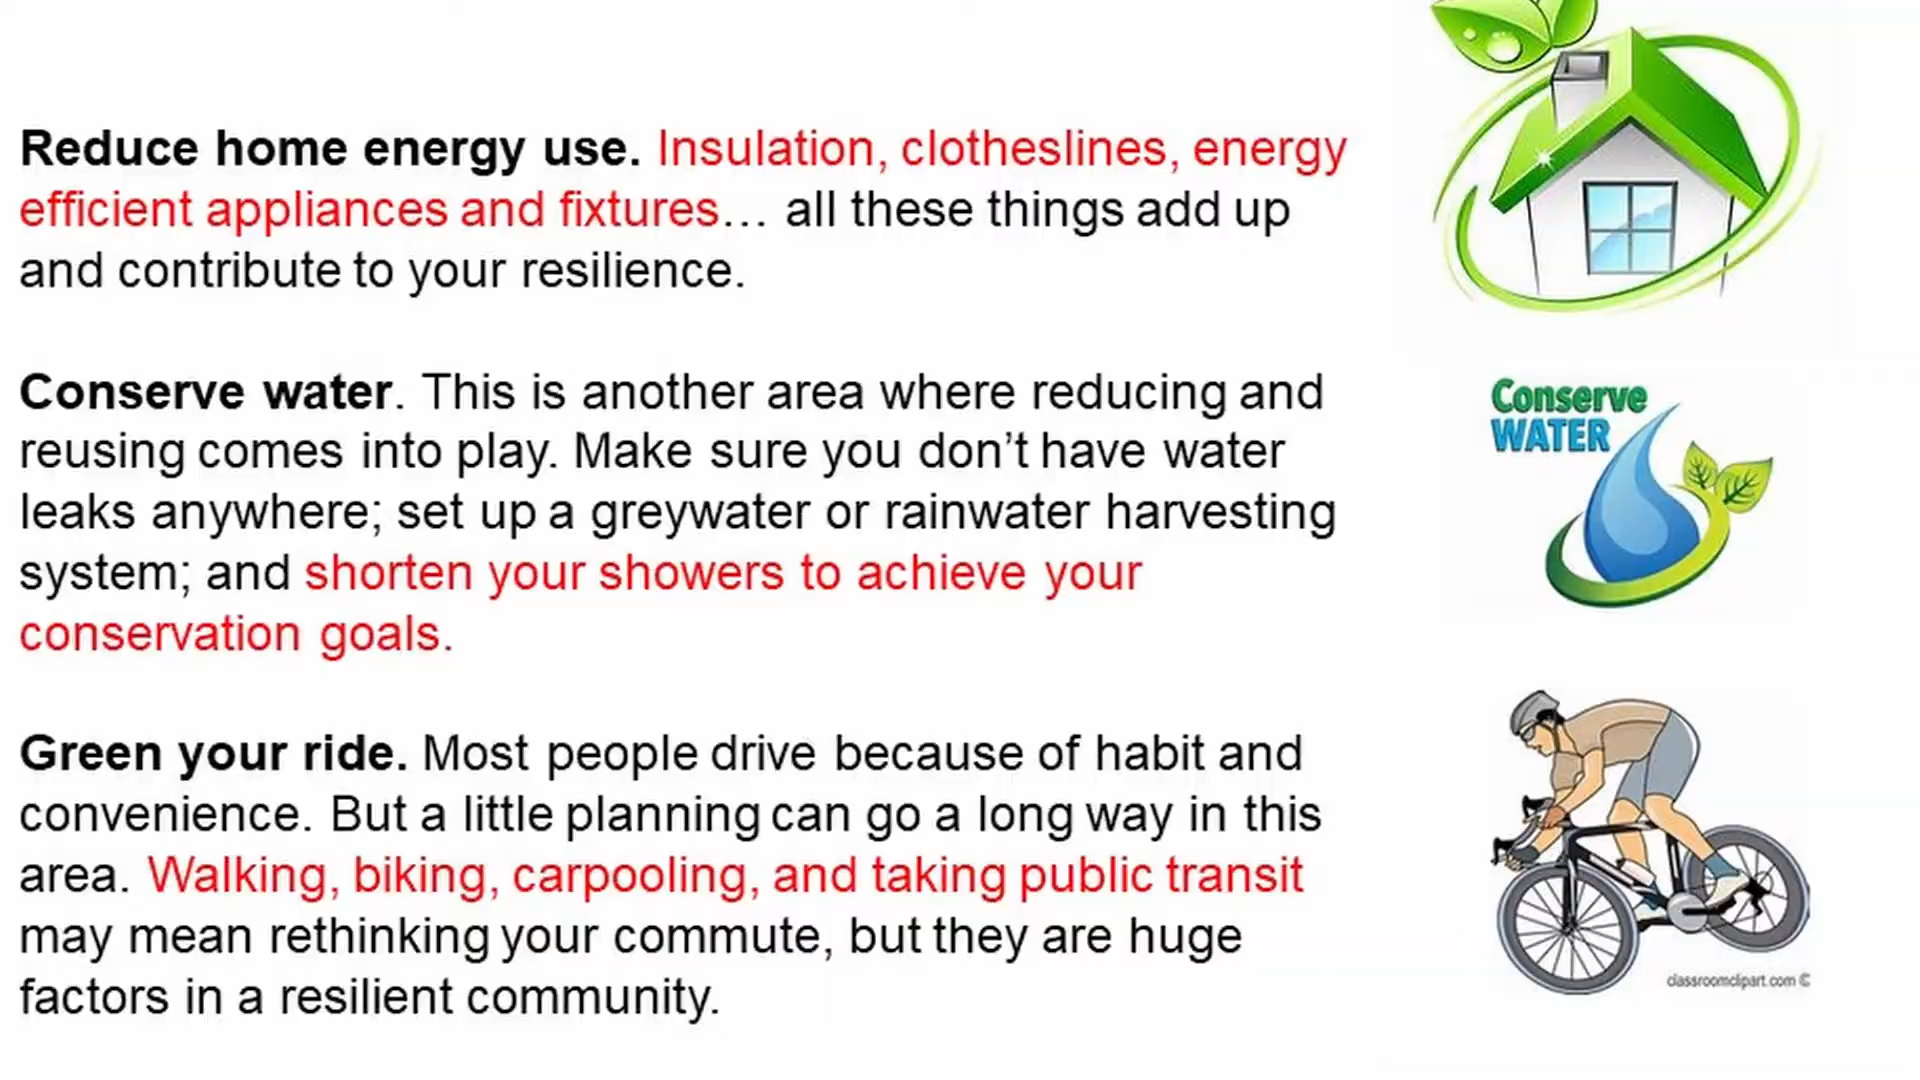 Reduce home energy use. Insulation, clotheslines, energy
efficient appliances and fixtures… all these things add up
and contribute to your resilience.
Conserve water. This is another area where reducing and
reusing comes into play. Make sure you don’t have water
leaks anywhere; set up a greywater or rainwater harvesting
system; and shorten your showers to achieve your
conservation goals.
Conserve
WATER
Green your ride. Most people drive because of habit and
convenience. But a little planning can go a long way in this
area. Walking, biking, carpooling, and taking public transit
may mean rethinking your commute, but they are huge
factors in a resilient community.
classroomclipart.com ©